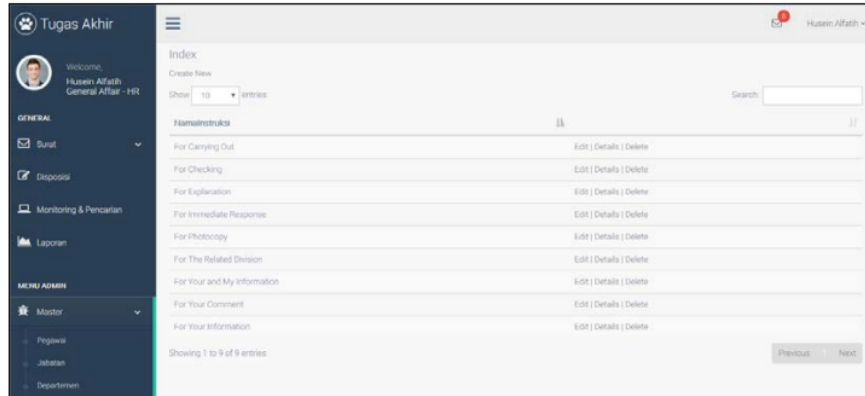 Tugas Akhir
Welcome,
Husein Alfatih
General Affair - HR
GENERAL
Surat
Disposisi
Monitoring & Pencarian
Laporan
MENU ADMIN
Master
Pegawai
Jabatan
Departemen
0
Husein Alfatih
Index
Create New
Show 10 entries
Search:
NamaInstruksi
For Carrying Out Edit | Details | Delete
For Checking Edit | Details | Delete
For Explanation Edit | Details | Delete
For Immediate Response Edit | Details | Delete
For Photocopy Edit | Details | Delete
For The Related Division Edit | Details | Delete
For Your and My Information Edit | Details | Delete
For Your Comment Edit | Details | Delete
For Your Information Edit | Details | Delete
Showing 1 to 9 of 9 entries
Previous 1 Next